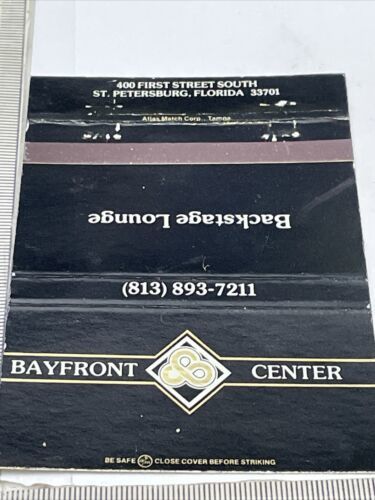 400 FIRST STREET SOUTH
ST. PETERSBURG, FLORIDA 33701
Atlas Match Corp., Tampa
Backstage Lounge
(813) 893-7211
BAYFRONT CENTER
BE SAFE CLOSE COVER BEFORE STRIKING